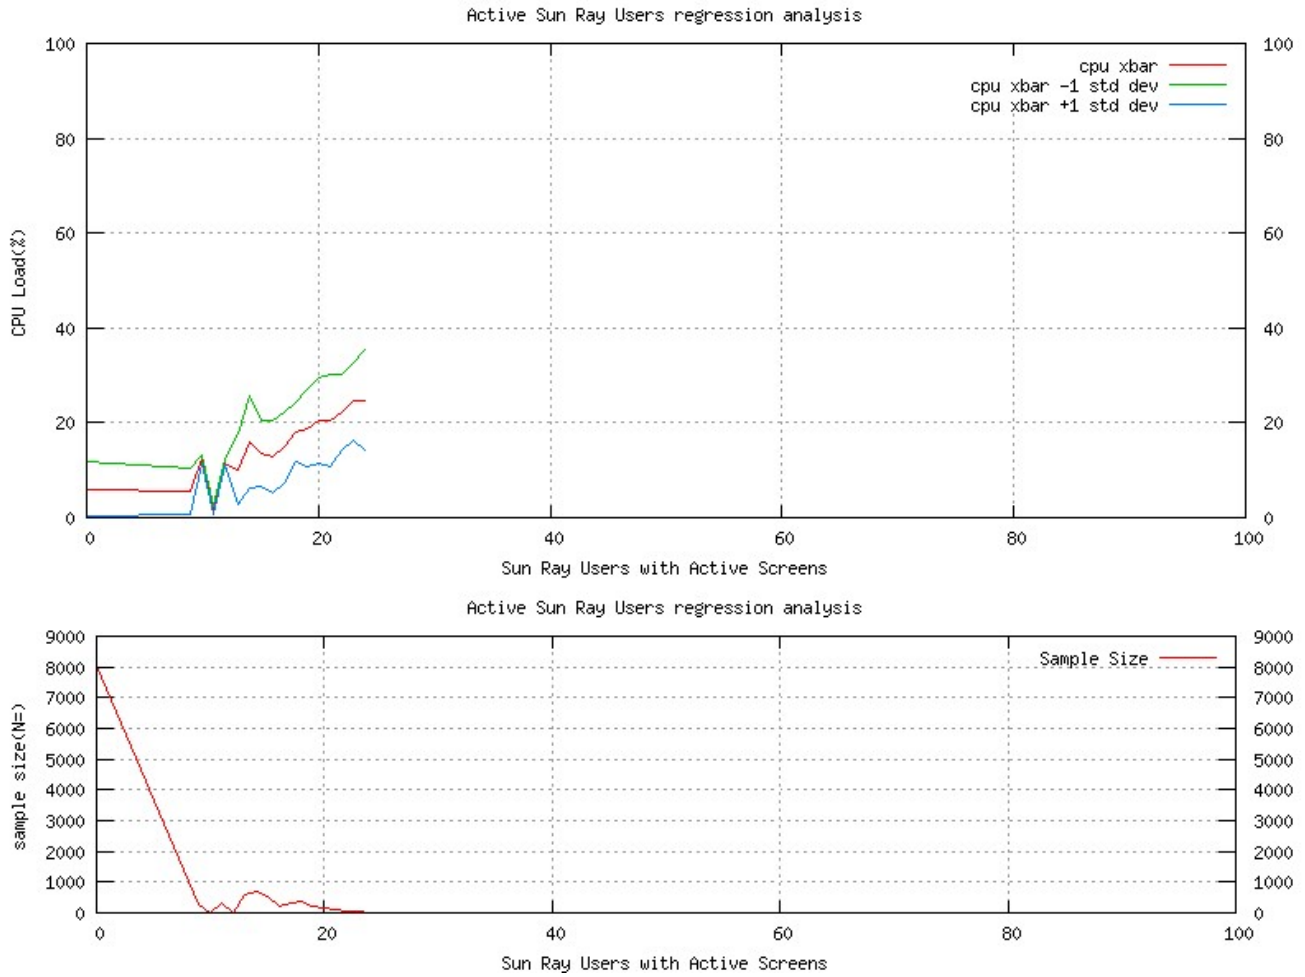 Active Sun Ray Users regression analysis
100 100
cpu xbar
cpu xbar -1 std dev
cpu xbar +1 std dev
80 80
60 60
CPU Load(%)
40 40
20 20
0 0
0 20 40 60 80 100
Sun Ray Users with Active Screens
Active Sun Ray Users regression analysis
9000 9000
Sample Size
8000 8000
7000 7000
6000 6000
5000 5000
sample size(N=)
4000 4000
3000 3000
2000 2000
1000 1000
0 0
0 20 40 60 80 100
Sun Ray Users with Active Screens